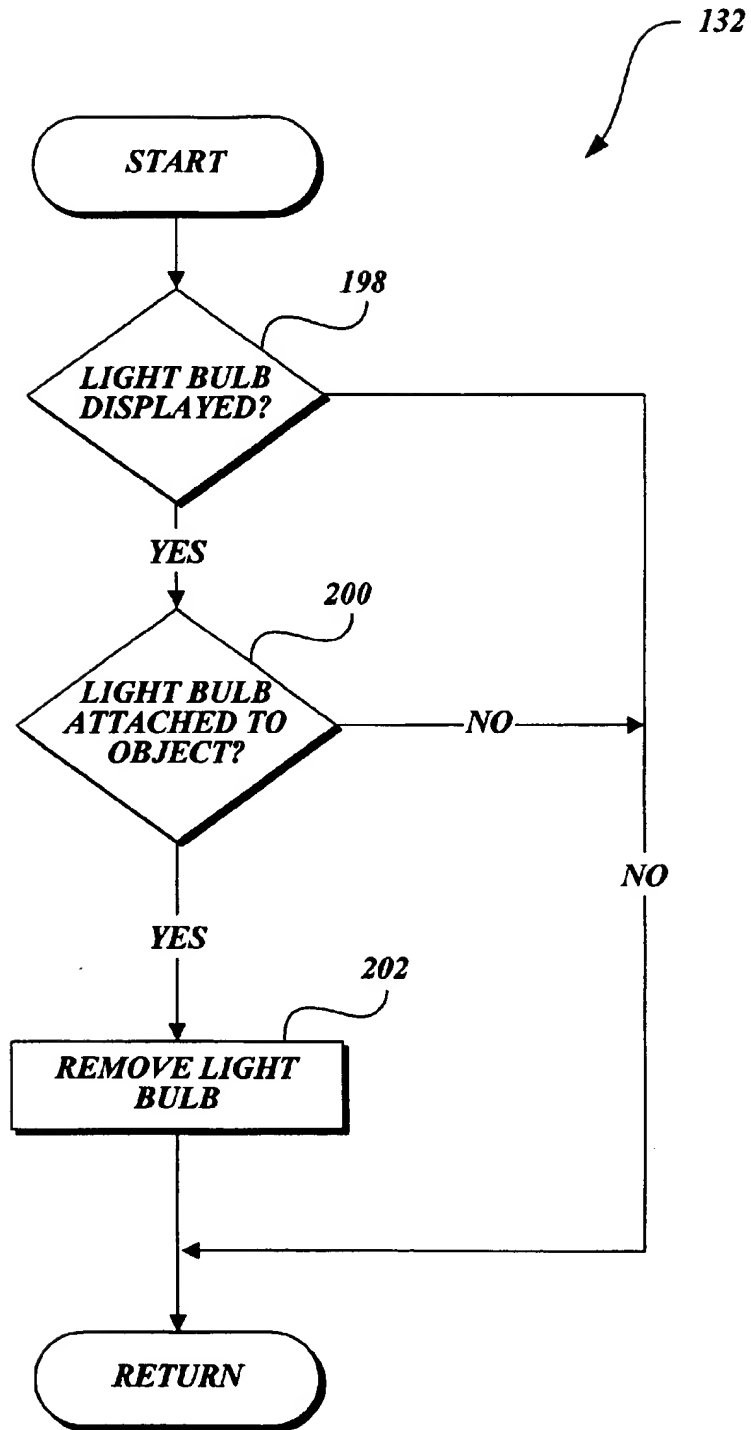 132
START
198
LIGHT BULB
DISPLAYED?
YES
200
LIGHT BULB
ATTACHED TO
OBJECT?
NO
NO
YES
202
REMOVE LIGHT
BULB
RETURN